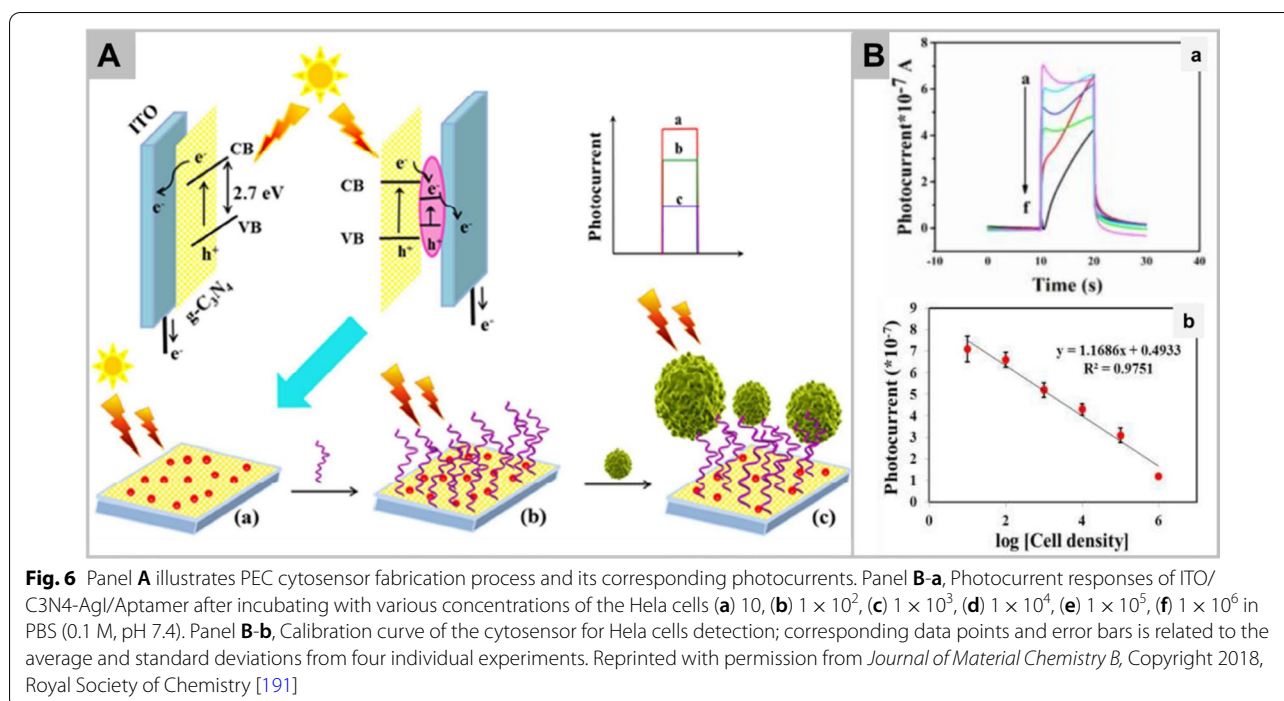 A
ITO
e-
CB
2.7 eV
VB
e-
h+
g-C3N4
e-
e-
CB
e-
e-
VB
h+
h+
e-
Photocurrent
a
b
c
(a)
(b)
(c)
B
a
Photocurrent*10-7 A
8
6
4
2
0
a
f
-10 0 10 20 30 40
Time (s)
b
Photocurrent (*10-7)
9
8
7
6
5
4
3
2
1
0
y = 1.1686x + 0.4933
R² = 0.9751
0 2 4 6
log [Cell density]
Fig. 6 Panel A illustrates PEC cytosensor fabrication process and its corresponding photocurrents. Panel B-a, Photocurrent responses of ITO/
C3N4-AgI/Aptamer after incubating with various concentrations of the Hela cells (a) 10, (b) 1 × 10², (c) 1 × 10³, (d) 1 × 10⁴, (e) 1 × 10⁵, (f) 1 × 10⁶ in
PBS (0.1 M, pH 7.4). Panel B-b, Calibration curve of the cytosensor for Hela cells detection; corresponding data points and error bars is related to the
average and standard deviations from four individual experiments. Reprinted with permission from Journal of Material Chemistry B, Copyright 2018,
Royal Society of Chemistry [191]